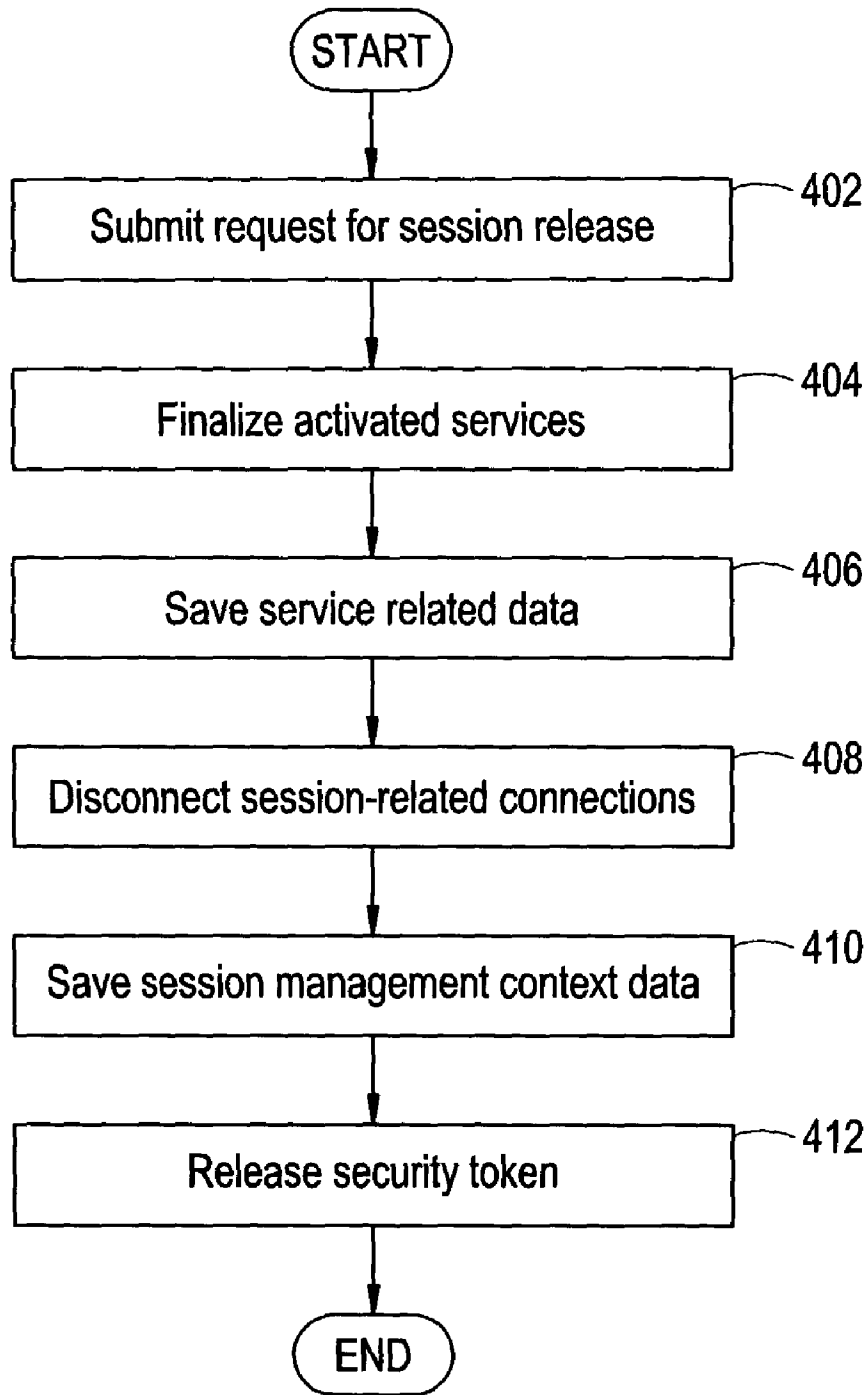 START
Submit request for session release
402
Finalize activated services
404
Save service related data
406
Disconnect session-related connections
408
Save session management context data
410
Release security token
412
END